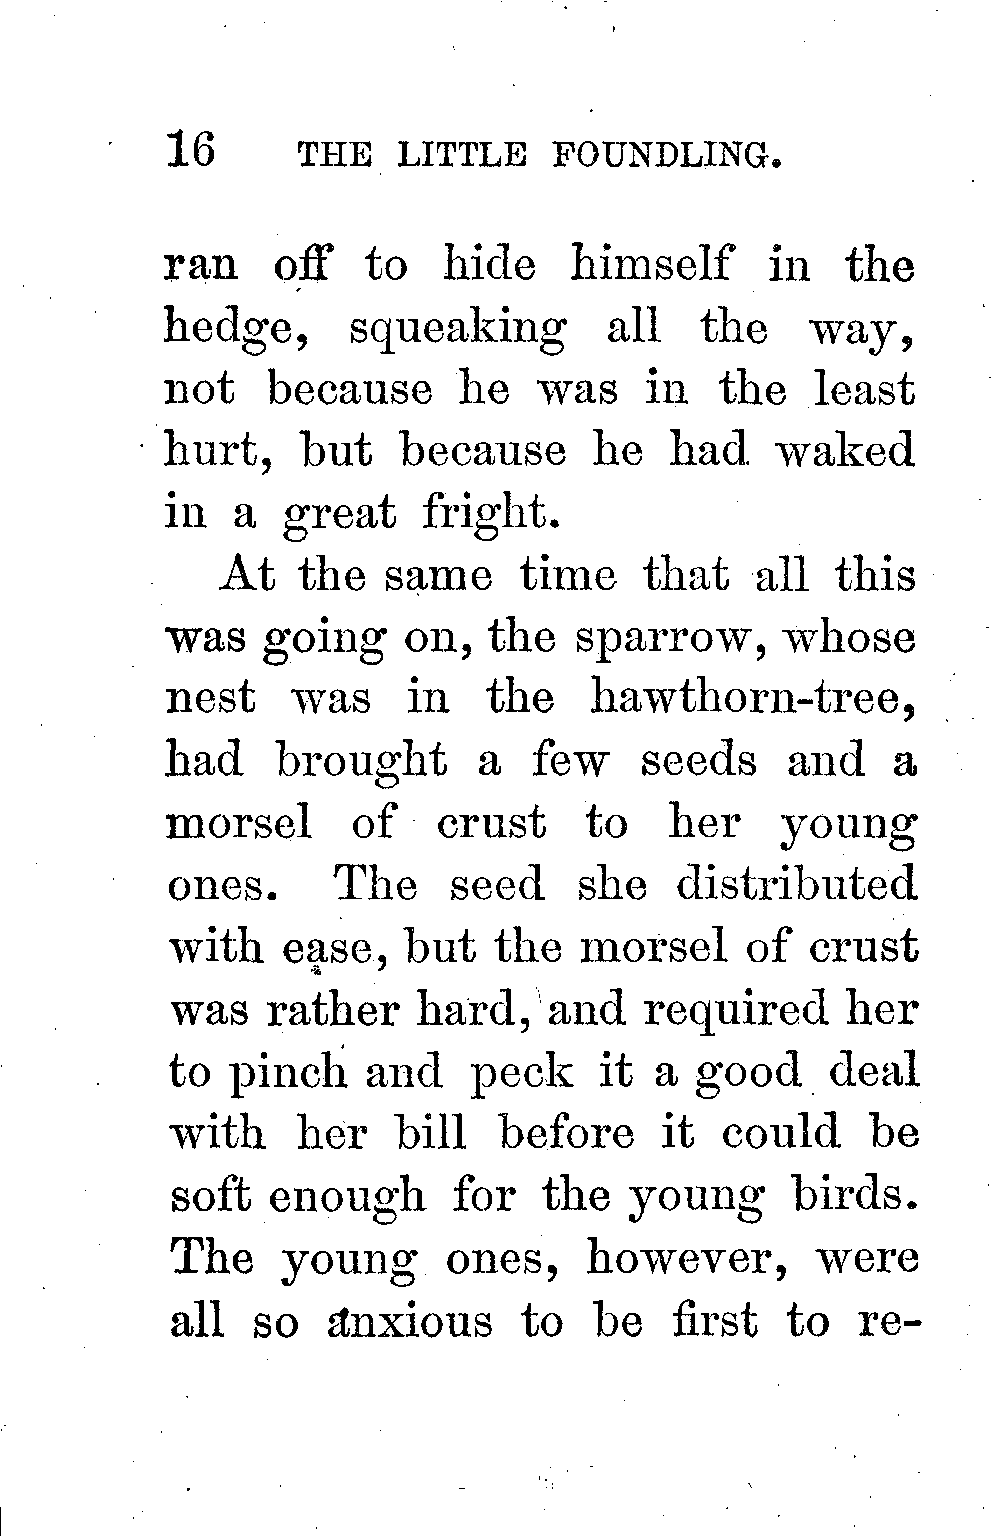 16 THE LITTLE FOUNDLING.
ran off to hide himself in the
hedge, squeaking all the way,
not because he was in the least
hurt, but because he had waked
in a great fright.
At the same time that all this
was going on, the sparrow, whose
nest was in the hawthorn-tree,
had brought a few seeds and a
morsel of crust to her young
ones. The seed she distributed
with ease, but the morsel of crust
was rather hard, and required her
to pinch and peck it a good deal
with her bill before it could be
soft enough for the young birds.
The young ones, however, were
all so anxious to be first to re-